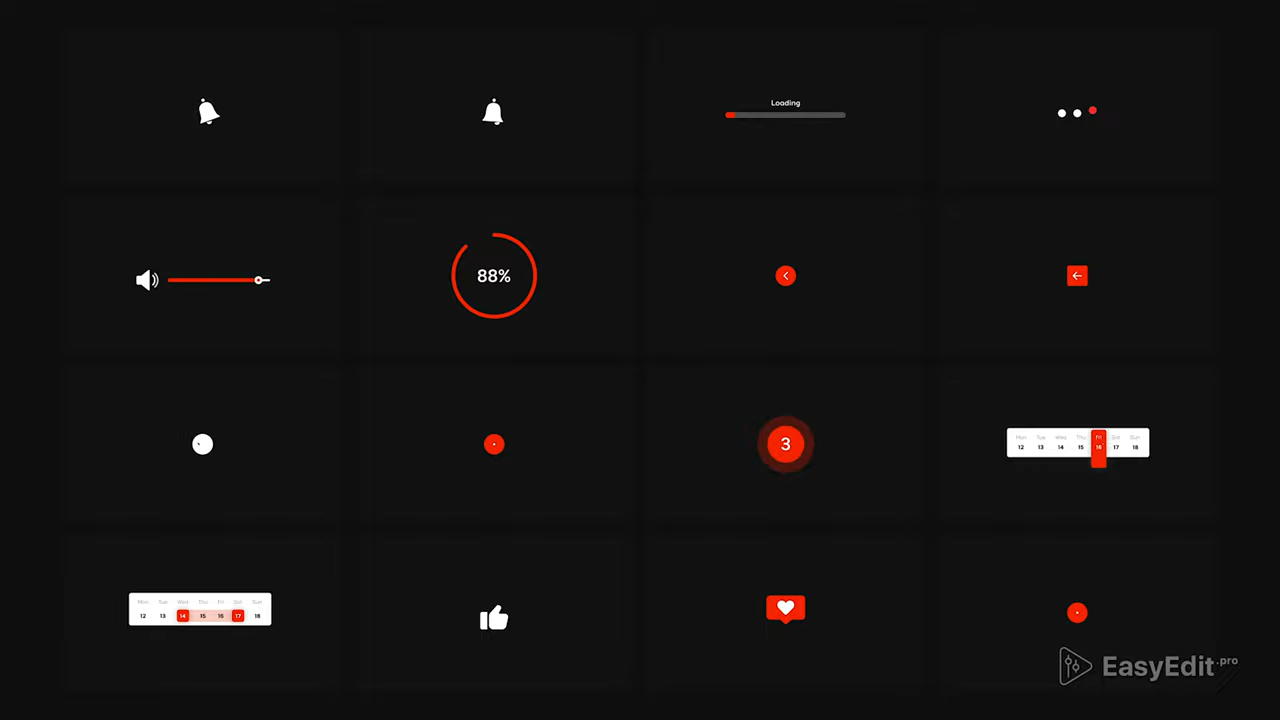 Loading
88%
3
Mon Tue Wed Thu Fri Sat Sun
12 13 14 15 16 17 18
Mon Tue Wed Thu Fri Sat Sun
12 13 14 15 16 17 18
EasyEdit.pro